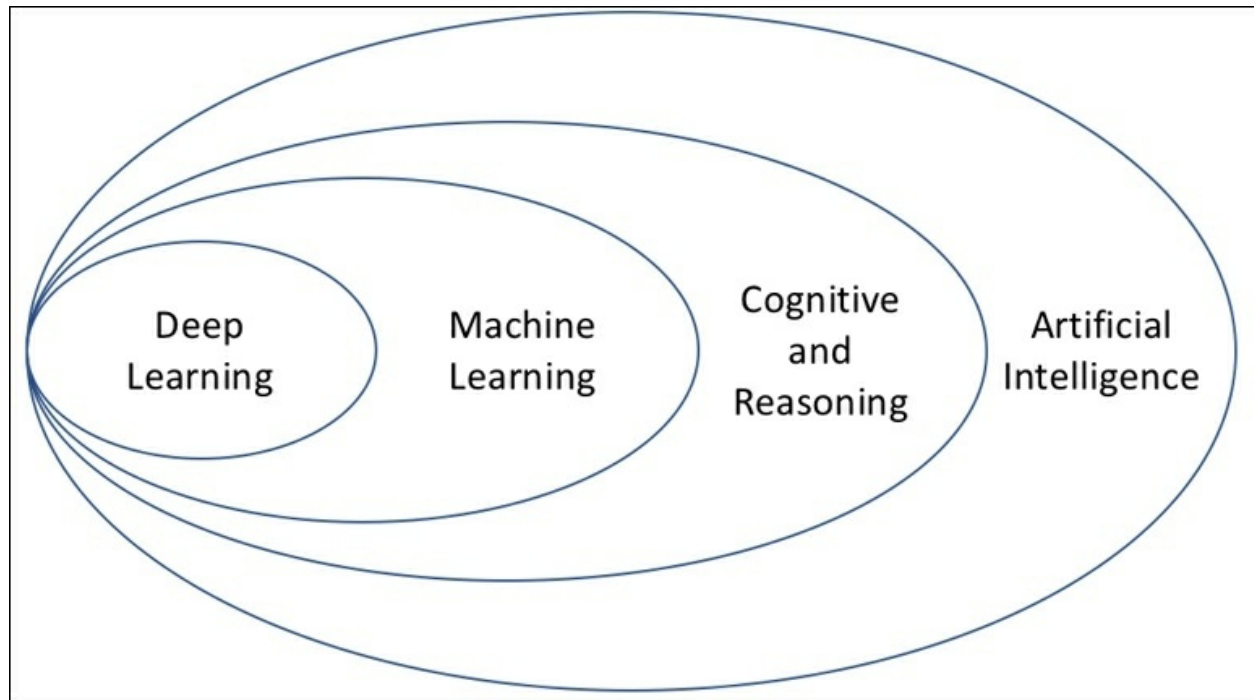 Deep
Learning
Machine
Learning
Cognitive
and
Reasoning
Artificial
Intelligence